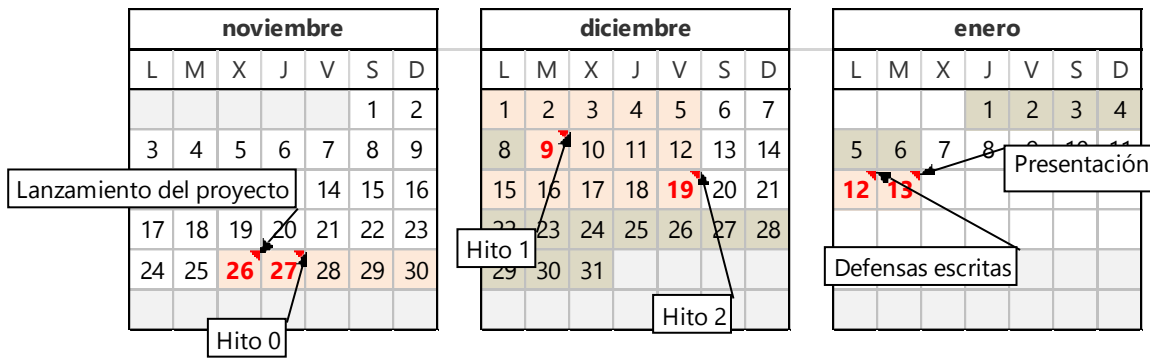 noviembre diciembre enero
L M X J V S D L M X J V S D L M X J V S D
1 2 1 2 3 4 5 6 7 1 2 3 4
3 4 5 6 7 8 9 8 9 10 11 12 13 14 5 6 7 8
Lanzamiento del proyecto 14 15 16 15 16 17 18 19 20 21 12 13 Presentación
17 18 19 20 21 22 23 22 23 24 25 26 27 28
24 25 26 27 28 29 30 Hito 1 29 30 31 Defensas escritas
Hito 0 Hito 2